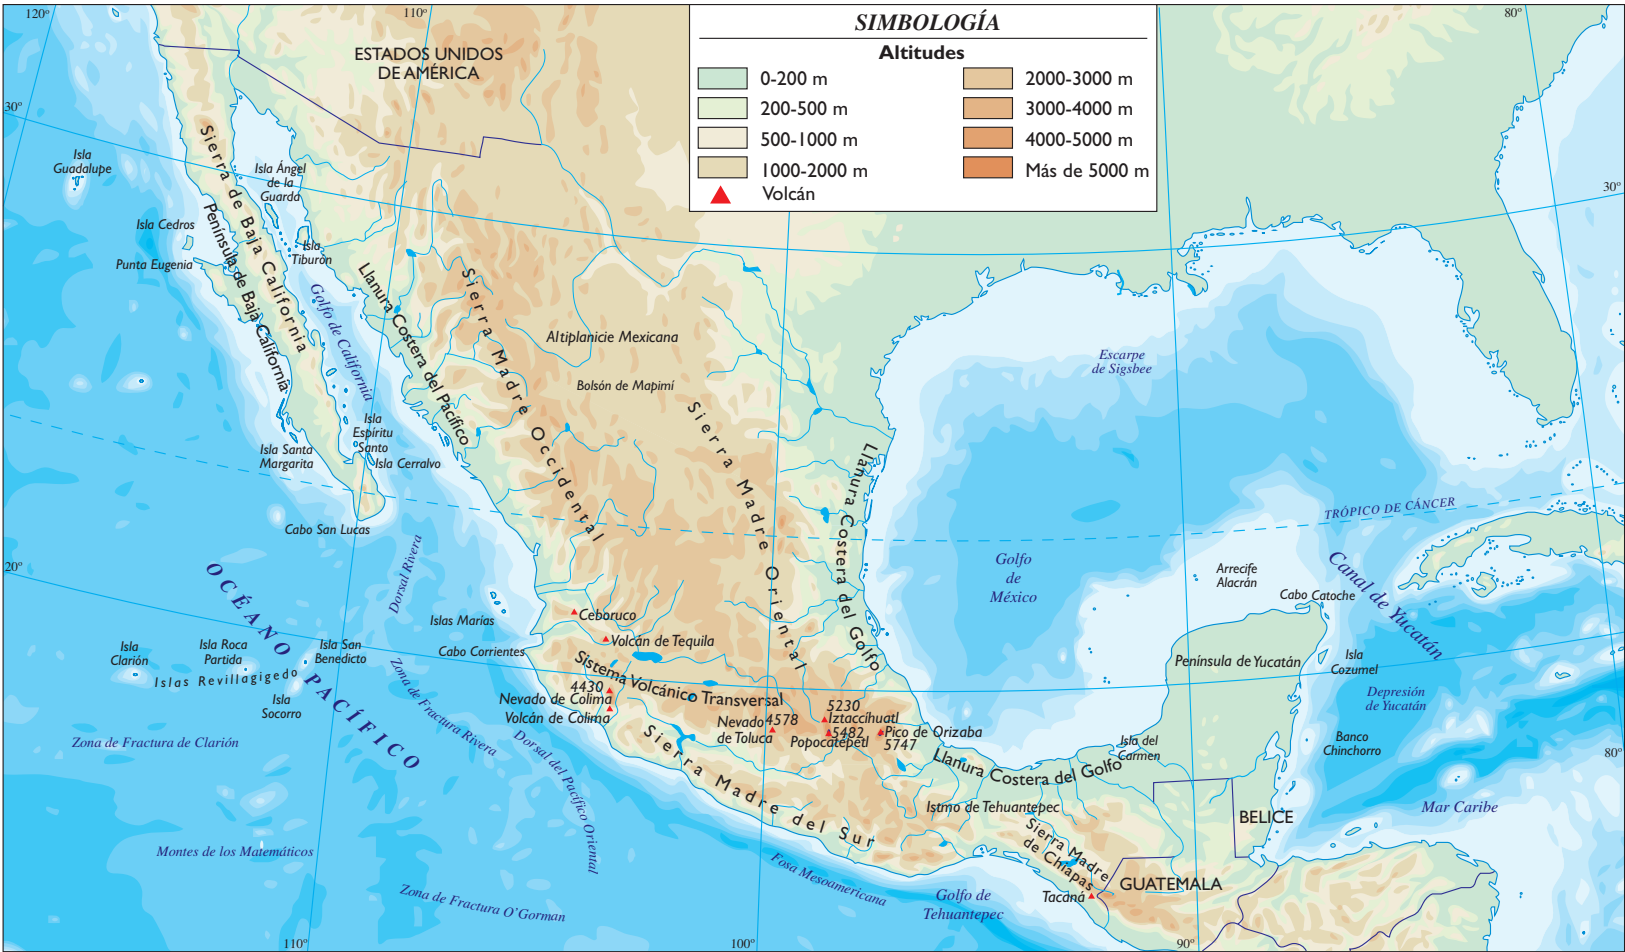 120º
110º
80º
SIMBOLOGÍA
Altitudes
0-200 m
200-500 m
500-1000 m
1000-2000 m
2000-3000 m
3000-4000 m
4000-5000 m
Más de 5000 m
Volcán
ESTADOS UNIDOS
DE AMÉRICA
30º
30º
Isla
Guadalupe
Sierra de Baja California
Isla Ángel
de la
Guarda
Isla Cedros
Península de Baja California
Isla
Tiburón
Punta Eugenia
Golfo de California
Llanura Costera del Pacífico
Sierra Madre Occidental
Altiplanicie Mexicana
Bolsón de Mapimí
Sierra Madre Oriental
Escarpe
de Sigsbee
Isla
Espíritu
Santo
Isla Santa
Margarita
Isla Cerralvo
Llanura Costera del Golfo
Cabo San Lucas
TRÓPICO DE CÁNCER
Dorsal Rivera
Golfo
de
México
Canal de Yucatán
Arrecife
Alacrán
Cabo Catoche
20º
OCÉANO PACÍFICO
Islas Marías
Ceboruco
Volcán de Tequila
Cabo Corrientes
Isla
Clarión
Isla Roca
Partida
Isla San
Benedicto
Islas Revillagigedo
Isla
Socorro
Zona de Fractura Rivera
Sistema Volcánico Transversal
4430
Nevado de Colima
Volcán de Colima
Nevado
de Toluca
4578
5230
Iztaccíhuatl
5482
Popocatépetl
Pico de Orizaba
5747
Península de Yucatán
Isla
Cozumel
Depresión
de Yucatán
Banco
Chinchorro
Isla del
Carmen
80º
Zona de Fractura de Clarión
Dorsal del Pacífico Oriental
Sierra Madre del Sur
Llanura Costera del Golfo
Istmo de Tehuantepec
BELICE
Mar Caribe
Sierra Madre
de Chiapas
Montes de los Matemáticos
Fosa Mesoamericana
GUATEMALA
Tacaná
Zona de Fractura O'Gorman
Golfo de
Tehuantepec
110º
100º
90º